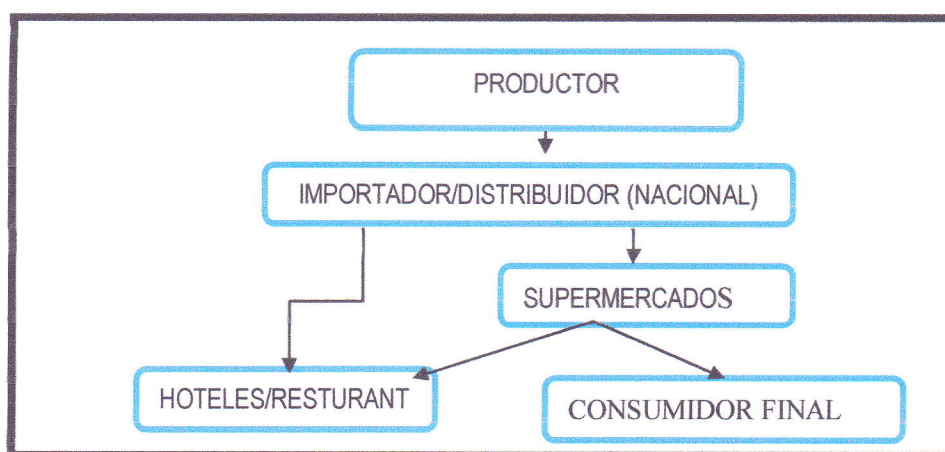 PRODUCTOR
IMPORTADOR/DISTRIBUIDOR (NACIONAL)
SUPERMERCADOS
HOTELES/RESTURANT
CONSUMIDOR FINAL